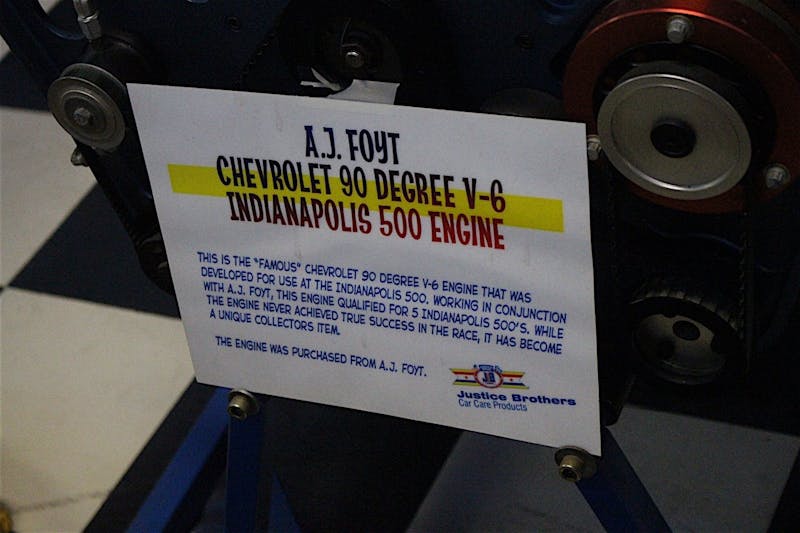 A.J. FOYT
CHEVROLET 90 DEGREE V-6
INDIANAPOLIS 500 ENGINE
THIS IS THE "FAMOUS" CHEVROLET 90 DEGREE V-6 ENGINE THAT WAS
DEVELOPED FOR USE AT THE INDIANAPOLIS 500. WORKING IN CONJUNCTION
WITH A.J. FOYT, THIS ENGINE QUALIFIED FOR 5 INDIANAPOLIS 500'S. WHILE
THE ENGINE NEVER ACHIEVED TRUE SUCCESS IN THE RACE, IT HAS BECOME
A UNIQUE COLLECTORS ITEM.
THE ENGINE WAS PURCHASED FROM A.J. FOYT.
JB
Justice Brothers
Car Care Products